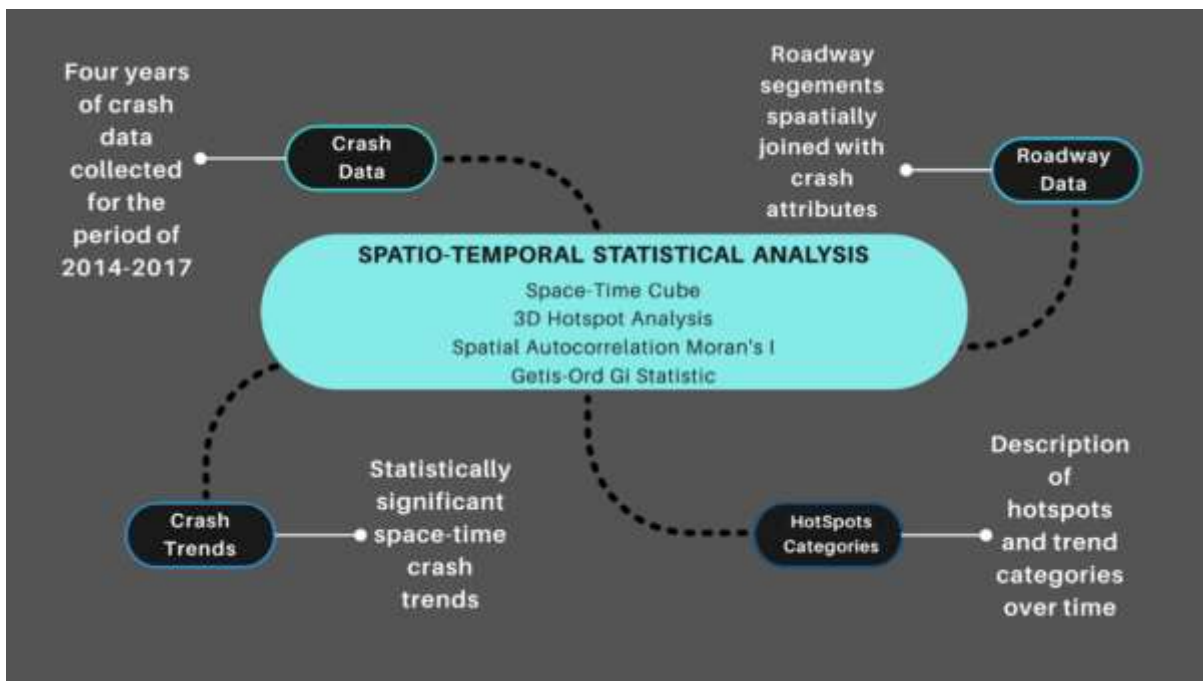 Four years
of crash
data
collected
for the
period of
2014-2017
Crash
Data
Roadway
segements
spaatially
joined with
crash
attributes
Roadway
Data
SPATIO-TEMPORAL STATISTICAL ANALYSIS
Space-Time Cube
3D Hotspot Analysis
Spatial Autocorrelation Moran's I
Getis-Ord Gi Statistic
Crash
Trends
Statistically
significant
space-time
crash
trends
HotSpots
Categories
Description
of
hotspots
and trend
categories
over time